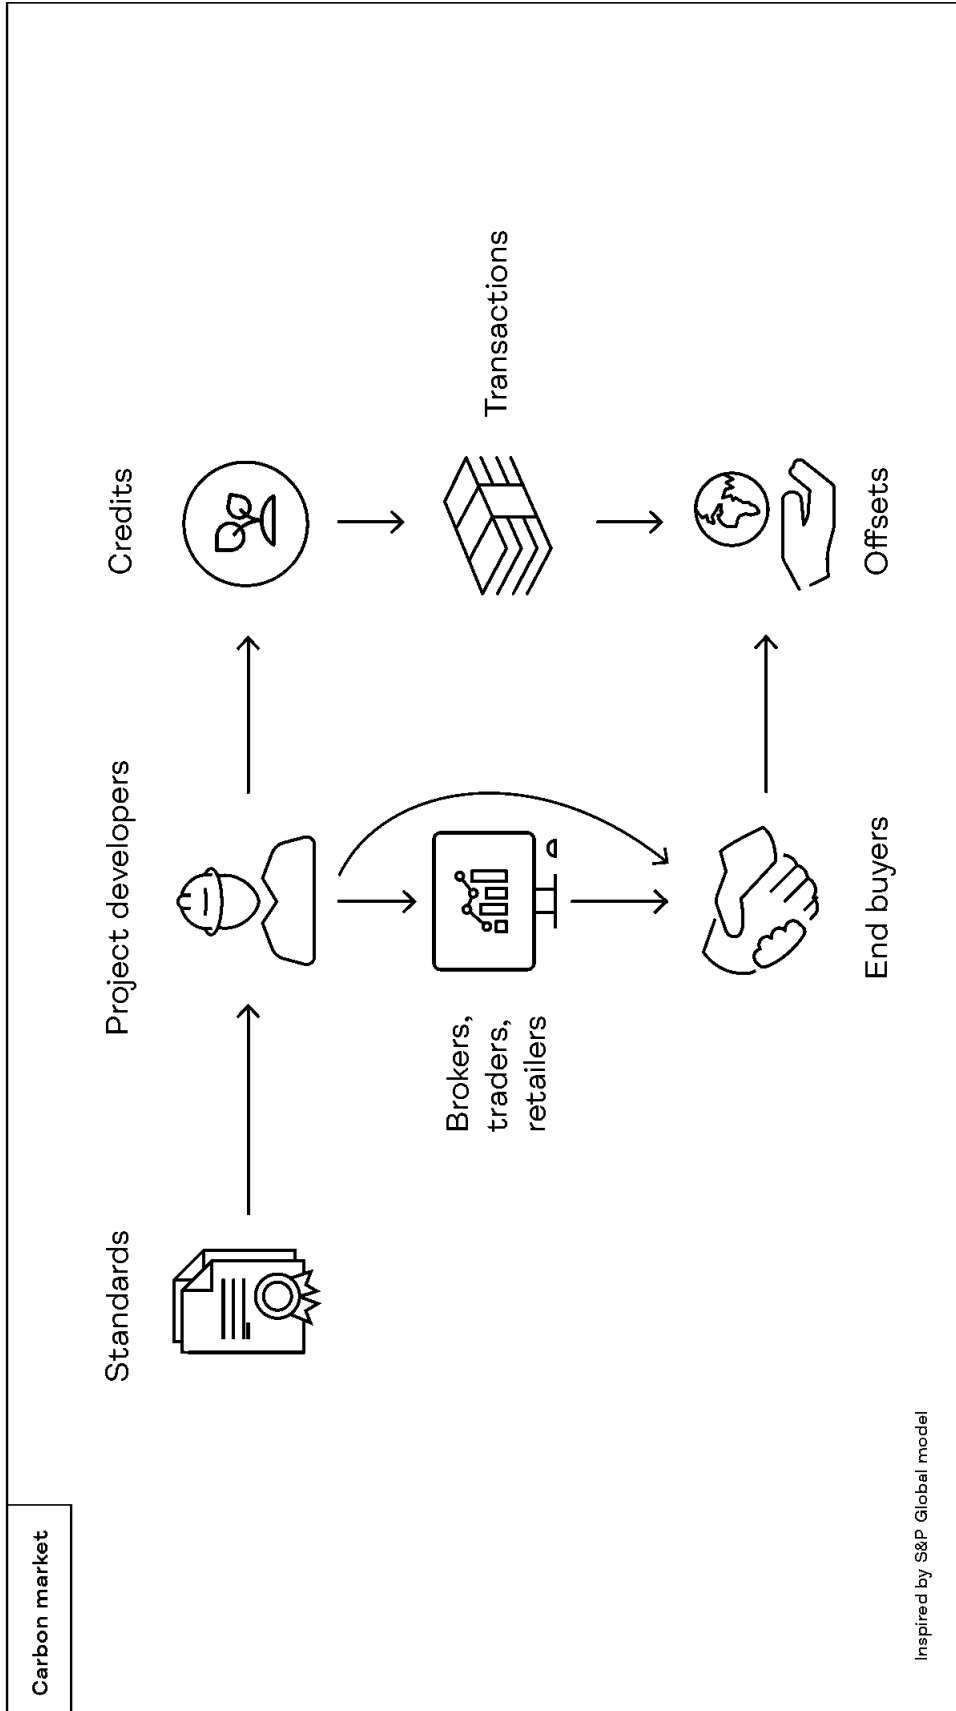 Carbon market
Standards
Project developers
Credits
Brokers,
traders,
retailers
Transactions
End buyers
Offsets
Inspired by S&P Global model